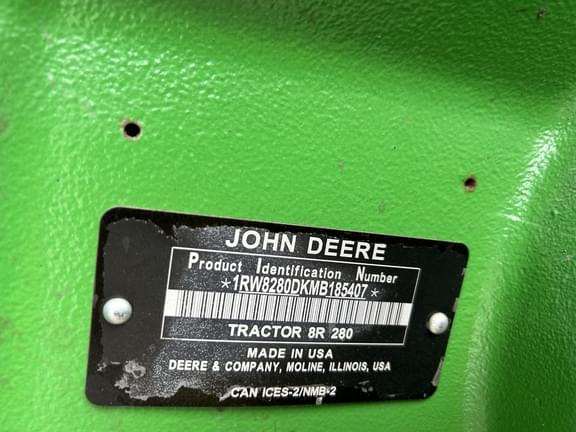 JOHN DEERE
Product Identification Number
*1RW8280DKMB185407*
TRACTOR 8R 280
MADE IN USA
DEERE & COMPANY, MOLINE, ILLINOIS, USA
CAN ICES-2/NMB-2